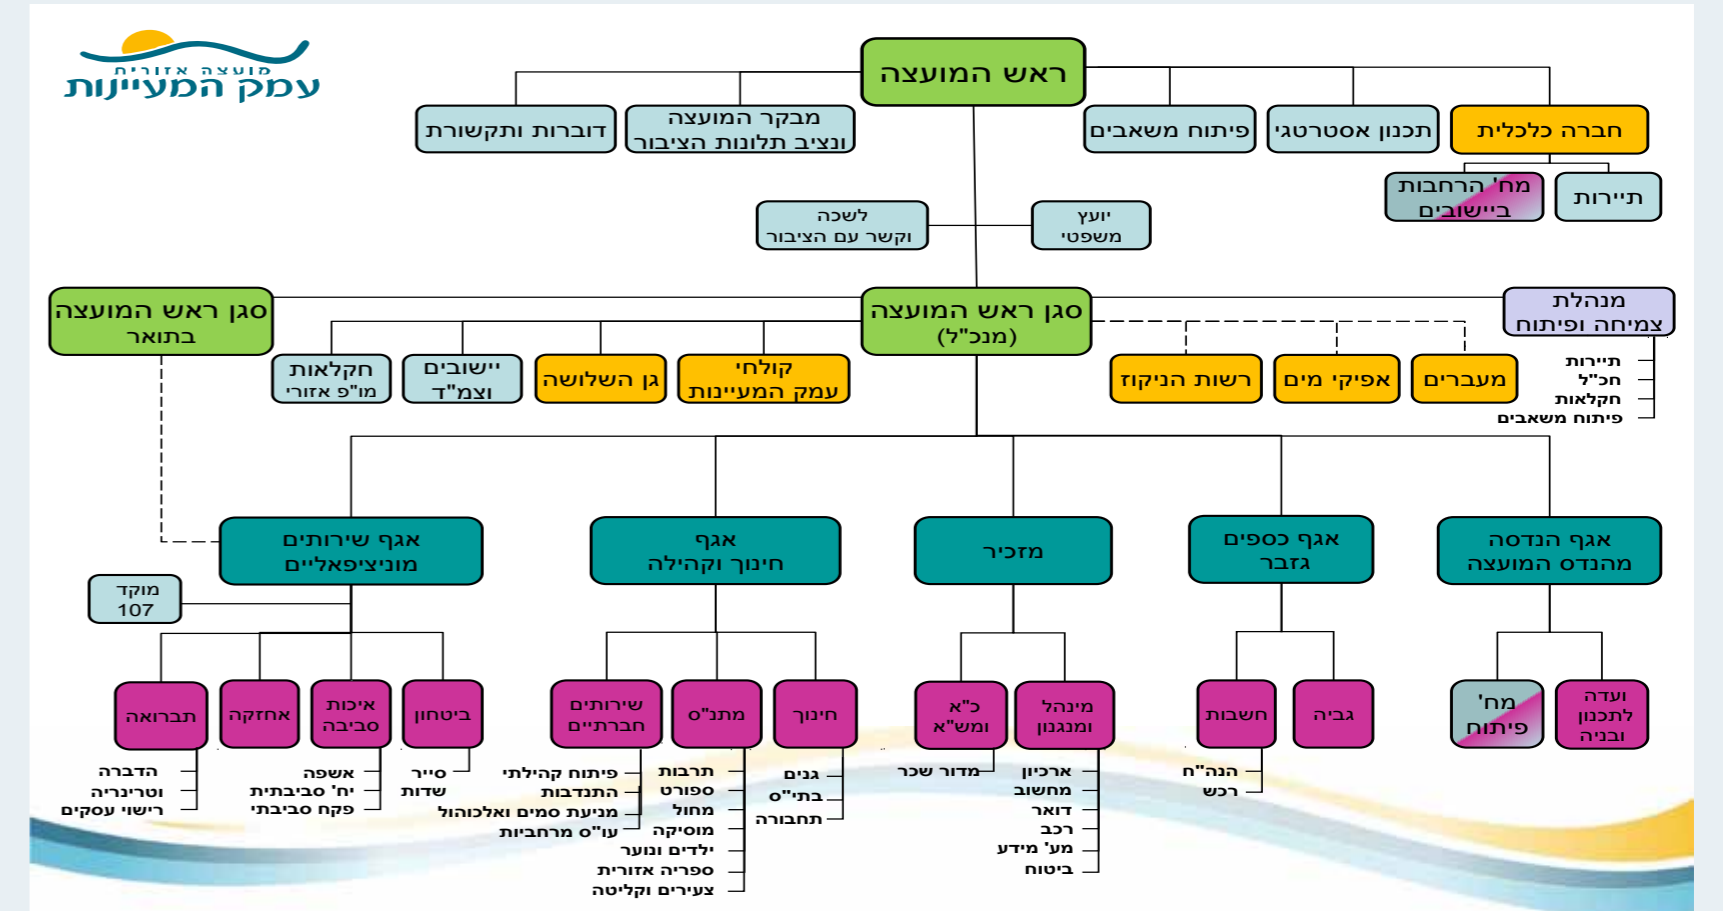 מועצה אזורית
עמק המעיינות
ראש המועצה
חברה כלכלית
תכנון אסטרטגי
פיתוח משאבים
מבקר המועצה
ונציב תלונות הציבור
דוברות ותקשורת
תיירות
מח' הרחבות
ביישובים
יועץ
משפטי
לשכה
וקשר עם הציבור
מנהלת
צמיחה ופיתוח
תיירות
חכ"ל
חקלאות
פיתוח משאבים
סגן ראש המועצה
(מנכ"ל)
סגן ראש המועצה
בתואר
מעברים
אפיקי מים
רשות הניקוז
קולחי
עמק המעיינות
גן השלושה
יישובים
וצמ"ד
חקלאות
מו"פ אזורי
אגף הנדסה
מהנדס המועצה
אגף כספים
גזבר
מזכיר
אגף
חינוך וקהילה
אגף שירותים
מוניציפאליים
מוקד
107
ועדה
לתכנון
ובניה
מח'
פיתוח
גביה
חשבות
הנה"ח
רכש
מינהל
ומנגנון
ארכיון
מחשוב
דואר
רכב
מע' מידע
ביטוח
כ"א
ומש"א
מדור שכר
חינוך
גנים
בתי"ס
תחבורה
מתנ"ס
תרבות
ספורט
מחול
מוסיקה
ילדים ונוער
ספריה אזורית
צעירים וקליטה
שירותים
חברתיים
פיתוח קהילתי
התנדבות
מניעת סמים ואלכוהול
עו"ס מרחביות
ביטחון
סייר
שדות
איכות
סביבה
אשפה
יח' סביבתית
פקח סביבתי
אחזקה
תברואה
הדברה
וטרינריה
רישוי עסקים